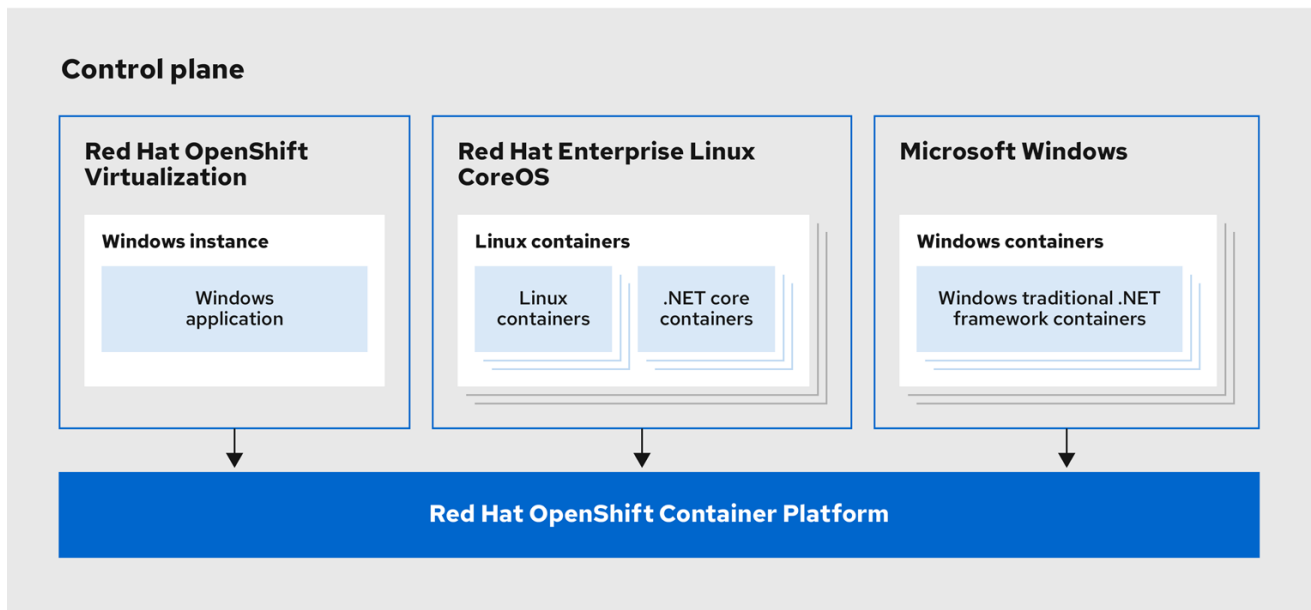 Control plane
Red Hat OpenShift
Virtualization
Windows instance
Windows
application
Red Hat Enterprise Linux
CoreOS
Linux containers
Linux
containers
.NET core
containers
Microsoft Windows
Windows containers
Windows traditional .NET
framework containers
Red Hat OpenShift Container Platform